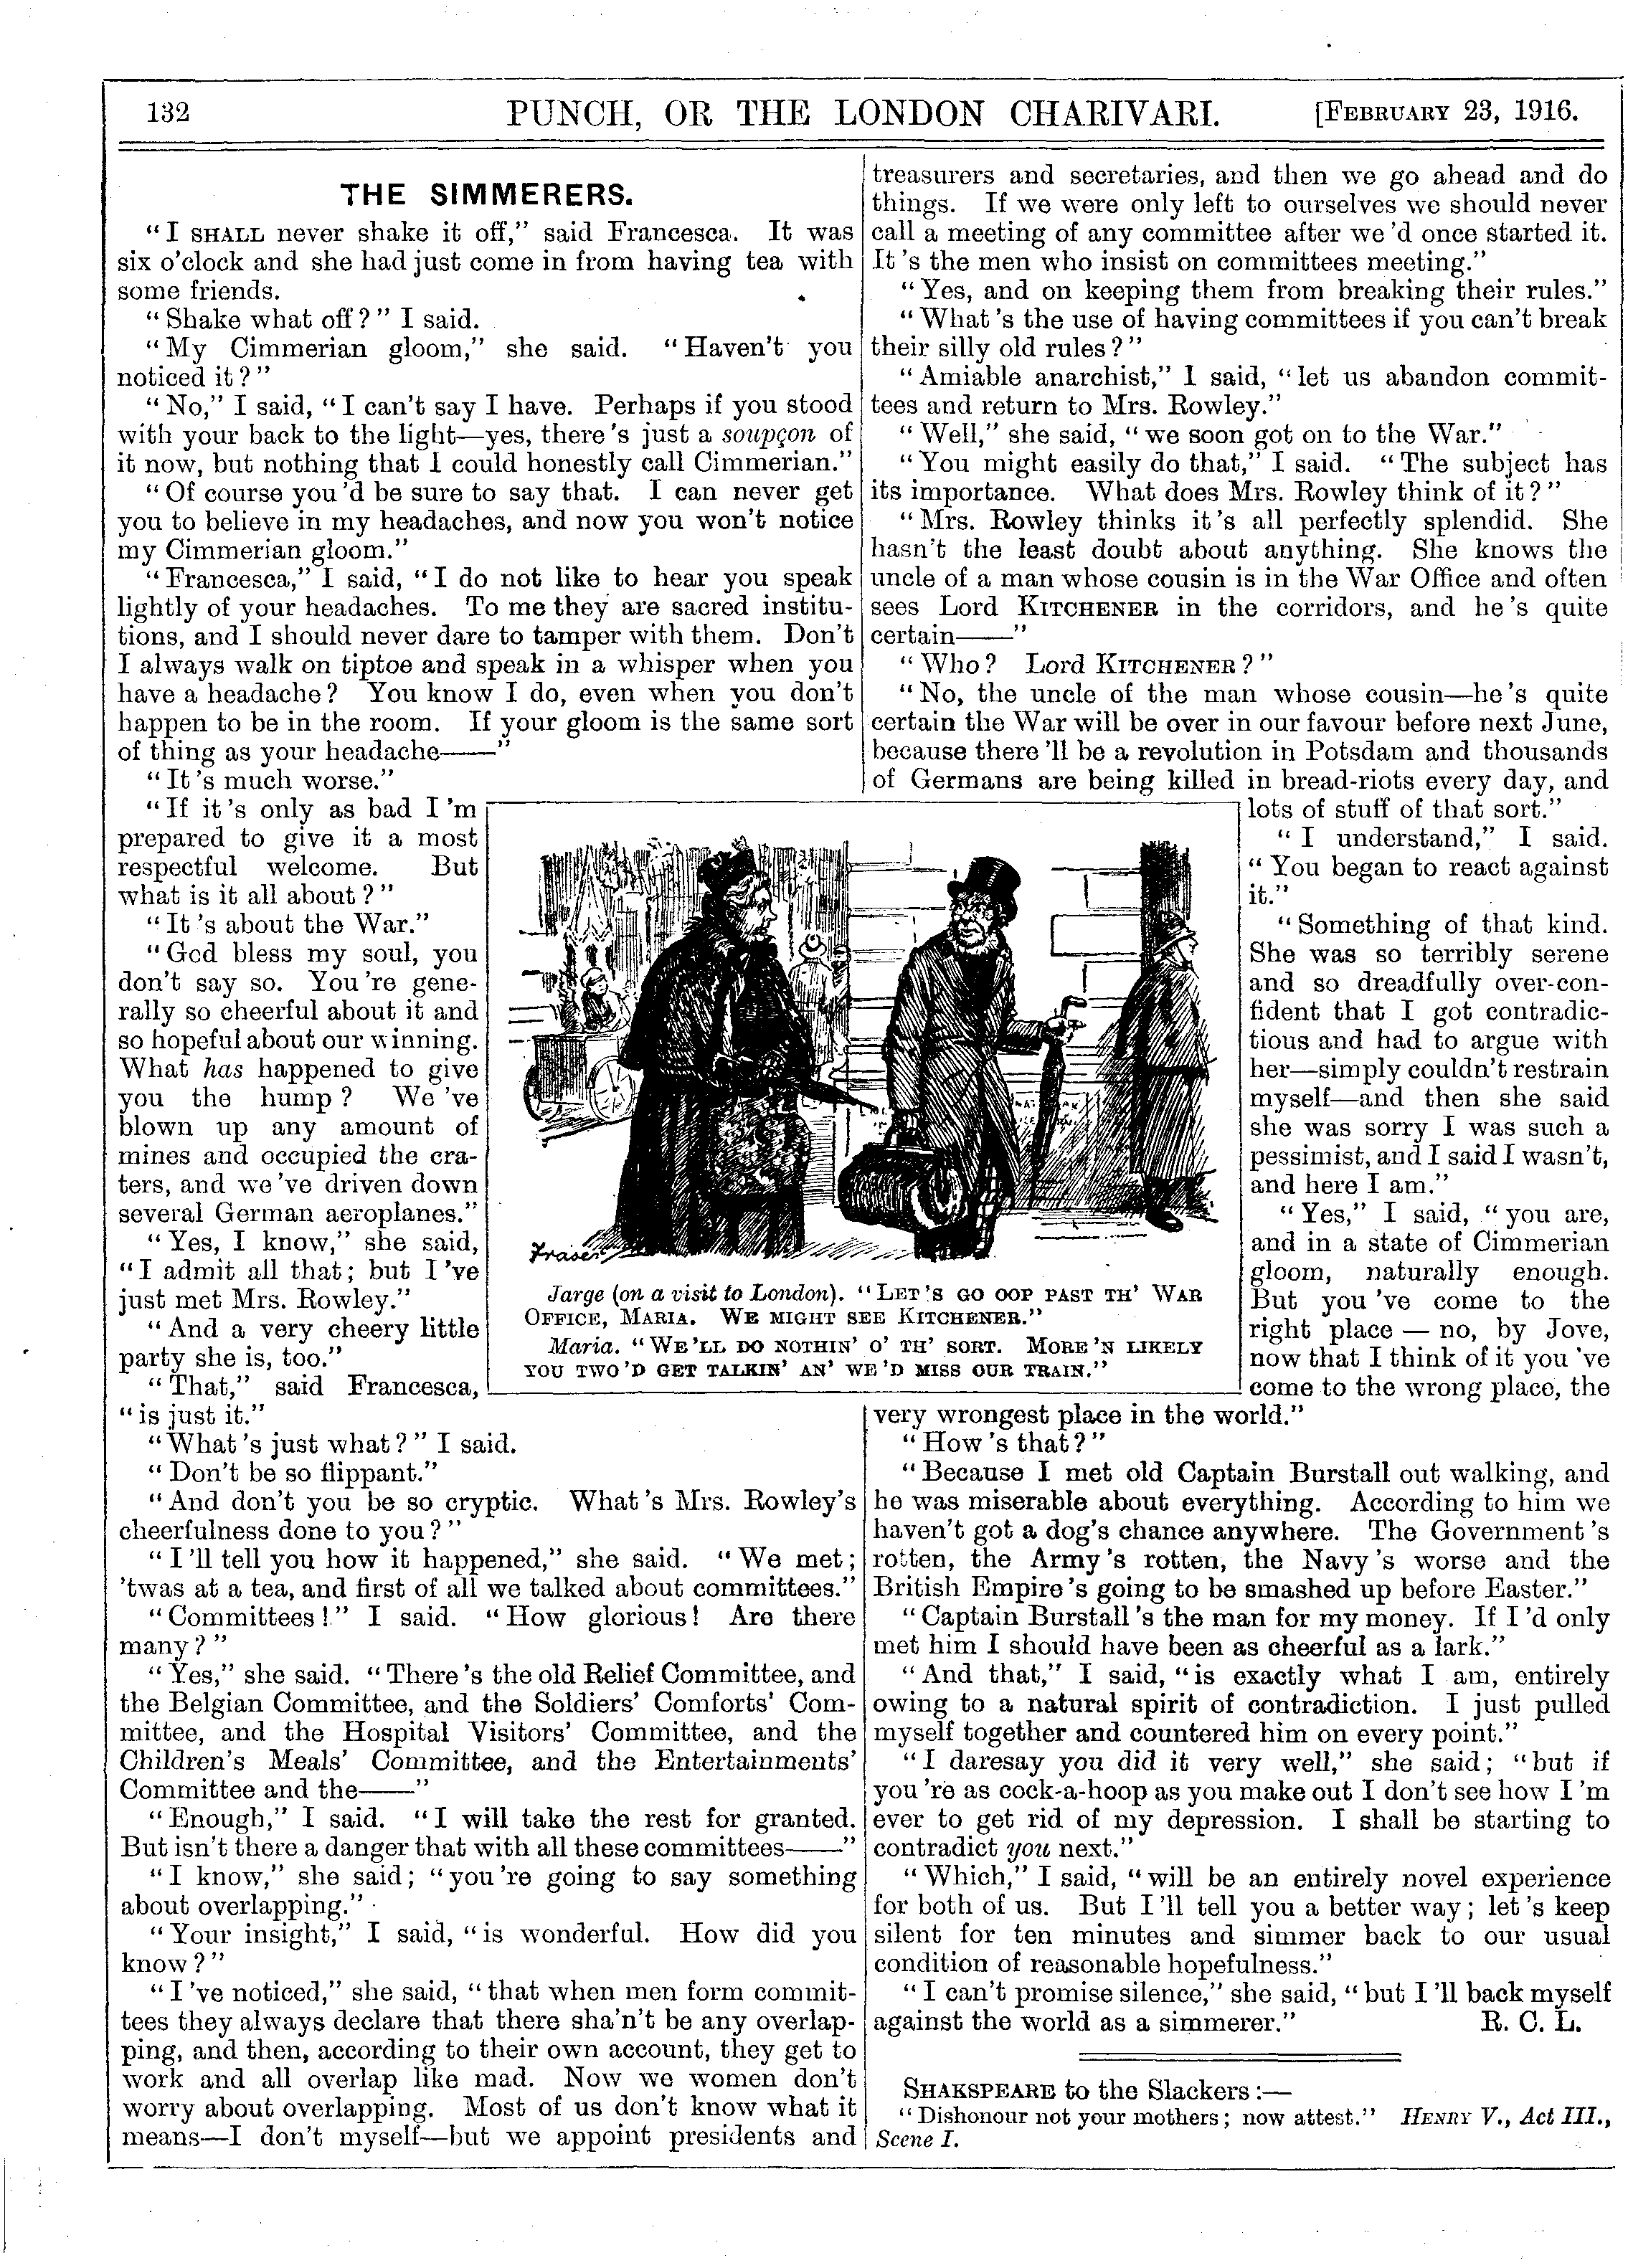 132 PUNCH, OR THE LONDON CHARIVARI. [FEBRUARY 23, 1916.
THE SIMMERERS.
"I SHALL never shake it off," said Francesca. It was
six o'clock and she had just come in from having tea with
some friends.
"Shake what off?" I said.
"My Cimmerian gloom," she said. "Haven't you
noticed it?"
"No," I said, "I can't say I have. Perhaps if you stood
with your back to the light—yes, there's just a soupçon of
it now, but nothing that I could honestly call Cimmerian."
"Of course you'd be sure to say that. I can never get
you to believe in my headaches, and now you won't notice
my Cimmerian gloom."
"Francesca," I said, "I do not like to hear you speak
lightly of your headaches. To me they are sacred institu-
tions, and I should never dare to tamper with them. Don't
I always walk on tiptoe and speak in a whisper when you
have a headache? You know I do, even when you don't
happen to be in the room. If your gloom is the same sort
of thing as your headache——"
"It's much worse."
"If it's only as bad I'm
prepared to give it a most
respectful welcome. But
what is it all about?"
"It's about the War."
"God bless my soul, you
don't say so. You're gene-
rally so cheerful about it and
so hopeful about our winning.
What has happened to give
you the hump? We've
blown up any amount of
mines and occupied the cra-
ters, and we've driven down
several German aeroplanes."
"Yes, I know," she said,
"I admit all that; but I've
just met Mrs. Rowley."
"And a very cheery little
party she is, too."
"That," said Francesca,
"is just it."
"What's just what?" I said.
"Don't be so flippant."
"And don't you be so cryptic. What's Mrs. Rowley's
cheerfulness done to you?"
"I'll tell you how it happened," she said. "We met;
'twas at a tea, and first of all we talked about committees."
"Committees!" I said. "How glorious! Are there
many?"
"Yes," she said. "There's the old Relief Committee, and
the Belgian Committee, and the Soldiers' Comforts' Com-
mittee, and the Hospital Visitors' Committee, and the
Children's Meals' Committee, and the Entertainments'
Committee and the——"
"Enough," I said. "I will take the rest for granted.
But isn't there a danger that with all these committees——"
"I know," she said; "you're going to say something
about overlapping."
"Your insight," I said, "is wonderful. How did you
know?"
"I've noticed," she said, "that when men form commit-
tees they always declare that there sha'n't be any overlap-
ping, and then, according to their own account, they get to
work and all overlap like mad. Now we women don't
worry about overlapping. Most of us don't know what it
means—I don't myself—but we appoint presidents and
treasurers and secretaries, and then we go ahead and do
things. If we were only left to ourselves we should never
call a meeting of any committee after we'd once started it.
It's the men who insist on committees meeting."
"Yes, and on keeping them from breaking their rules."
"What's the use of having committees if you can't break
their silly old rules?"
"Amiable anarchist," I said, "let us abandon commit-
tees and return to Mrs. Rowley."
"Well," she said, "we soon got on to the War."
"You might easily do that," I said. "The subject has
its importance. What does Mrs. Rowley think of it?"
"Mrs. Rowley thinks it's all perfectly splendid. She
hasn't the least doubt about anything. She knows the
uncle of a man whose cousin is in the War Office and often
sees Lord KITCHENER in the corridors, and he's quite
certain——"
"Who? Lord KITCHENER?"
"No, the uncle of the man whose cousin—he's quite
certain the War will be over in our favour before next June,
because there'll be a revolution in Potsdam and thousands
of Germans are being killed in bread-riots every day, and
lots of stuff of that sort."
"I understand," I said.
"You began to react against
it."
"Something of that kind.
She was so terribly serene
and so dreadfully over-con-
fident that I got contradic-
tious and had to argue with
her—simply couldn't restrain
myself—and then she said
she was sorry I was such a
pessimist, and I said I wasn't,
and here I am."
"Yes," I said, "you are,
and in a state of Cimmerian
gloom, naturally enough.
But you've come to the
right place — no, by Jove,
now that I think of it you've
come to the wrong place, the
very wrongest place in the world."
"How's that?"
"Because I met old Captain Burstall out walking, and
he was miserable about everything. According to him we
haven't got a dog's chance anywhere. The Government's
rotten, the Army's rotten, the Navy's worse and the
British Empire's going to be smashed up before Easter."
"Captain Burstall's the man for my money. If I'd only
met him I should have been as cheerful as a lark."
"And that," I said, "is exactly what I am, entirely
owing to a natural spirit of contradiction. I just pulled
myself together and countered him on every point."
"I daresay you did it very well," she said; "but if
you're as cock-a-hoop as you make out I don't see how I'm
ever to get rid of my depression. I shall be starting to
contradict you next."
"Which," I said, "will be an entirely novel experience
for both of us. But I'll tell you a better way; let's keep
silent for ten minutes and simmer back to our usual
condition of reasonable hopefulness."
"I can't promise silence," she said, "but I'll back myself
against the world as a simmerer." R. C. L.
Fraser
Jarge (on a visit to London). "LET'S GO OOP PAST TH' WAR
OFFICE, MARIA. WE MIGHT SEE KITCHENER."
Maria. "WE'LL DO NOTHIN' O' TH' SORT. MORE'N LIKELY
YOU TWO'D GET TALKIN' AN' WE'D MISS OUR TRAIN."
SHAKSPEARE to the Slackers:—
"Dishonour not your mothers; now attest." HENRY V., Act III.,
Scene I.